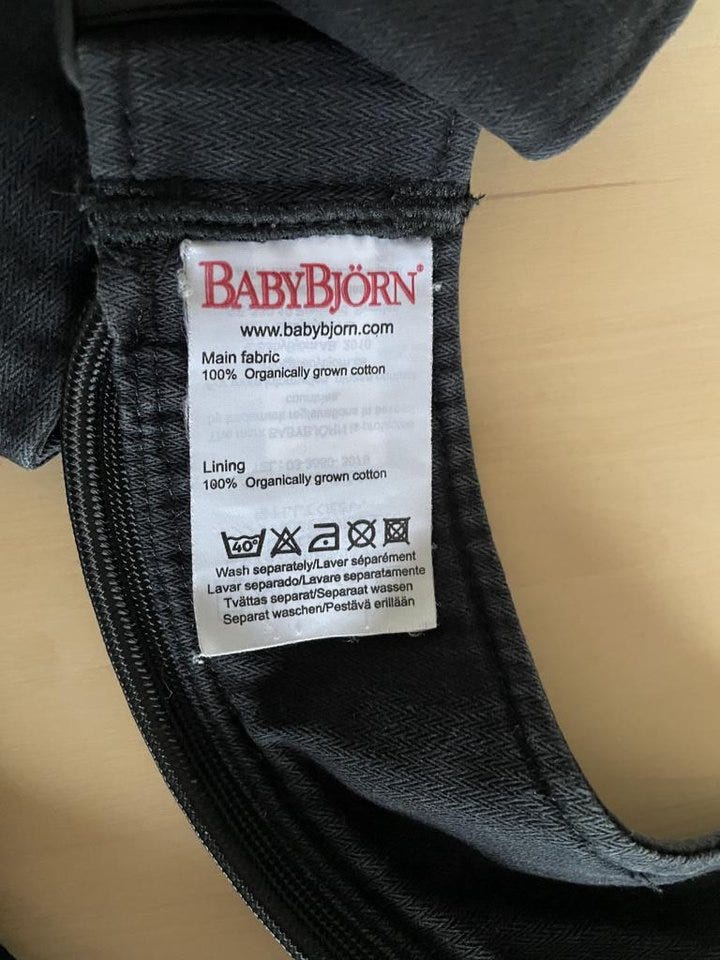 BABYBJÖRN®
www.babybjorn.com
Main fabric
100% Organically grown cotton
Lining
100% Organically grown cotton
40°
Wash separately/Laver séparément
Lavar separado/Lavare separatamente
Tvättas separat/Separaat wassen
Separat waschen/Pestävä erillään